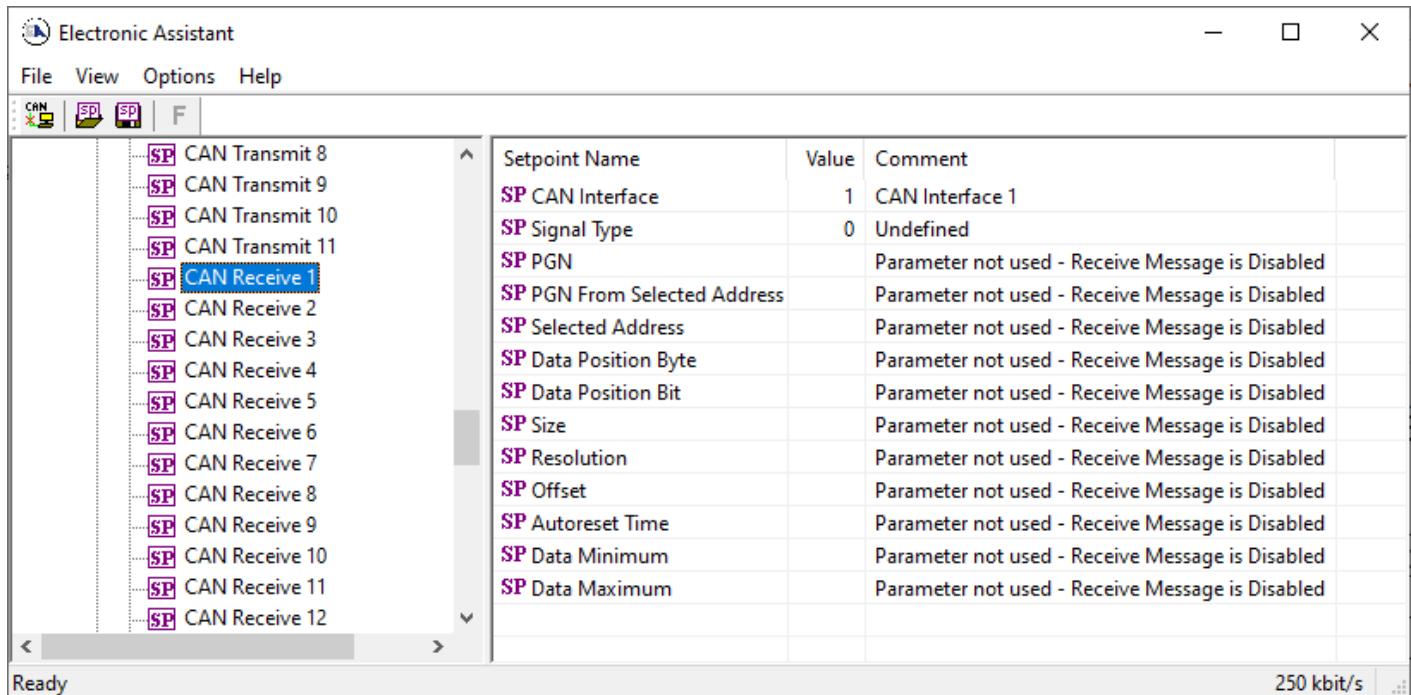 Electronic Assistant
File View Options Help
CAN SP SP F
SP CAN Transmit 8
SP CAN Transmit 9
SP CAN Transmit 10
SP CAN Transmit 11
SP CAN Receive 1
SP CAN Receive 2
SP CAN Receive 3
SP CAN Receive 4
SP CAN Receive 5
SP CAN Receive 6
SP CAN Receive 7
SP CAN Receive 8
SP CAN Receive 9
SP CAN Receive 10
SP CAN Receive 11
SP CAN Receive 12
Setpoint Name Value Comment
SP CAN Interface 1 CAN Interface 1
SP Signal Type 0 Undefined
SP PGN Parameter not used - Receive Message is Disabled
SP PGN From Selected Address Parameter not used - Receive Message is Disabled
SP Selected Address Parameter not used - Receive Message is Disabled
SP Data Position Byte Parameter not used - Receive Message is Disabled
SP Data Position Bit Parameter not used - Receive Message is Disabled
SP Size Parameter not used - Receive Message is Disabled
SP Resolution Parameter not used - Receive Message is Disabled
SP Offset Parameter not used - Receive Message is Disabled
SP Autoreset Time Parameter not used - Receive Message is Disabled
SP Data Minimum Parameter not used - Receive Message is Disabled
SP Data Maximum Parameter not used - Receive Message is Disabled
Ready 250 kbit/s